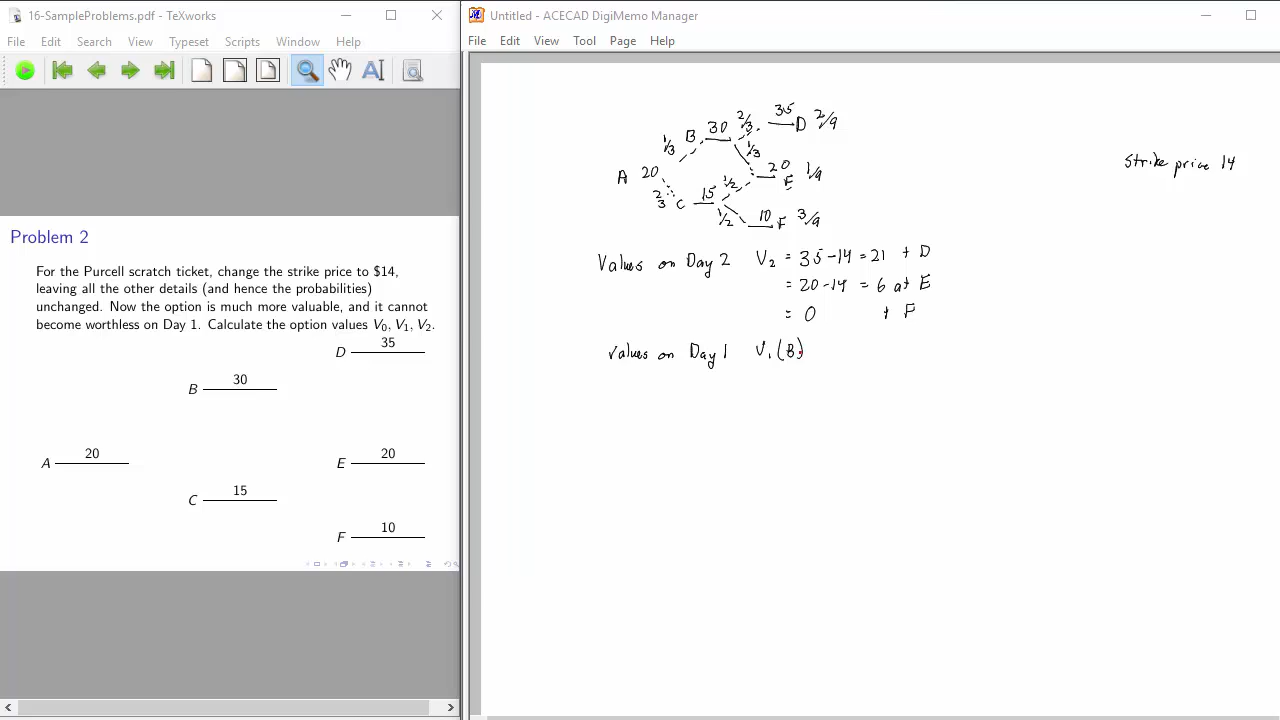 16-SampleProblems.pdf - TeXworks
File Edit Search View Typeset Scripts Window Help
Problem 2
For the Purcell scratch ticket, change the strike price to $14,
leaving all the other details (and hence the probabilities)
unchanged. Now the option is much more valuable, and it cannot
become worthless on Day 1. Calculate the option values V₀, V₁, V₂.
D 35
B 30
A 20
E 20
C 15
F 10
Untitled - ACECAD DigiMemo Manager
File Edit View Tool Page Help
35
1/3 B 30 2/3 D 2/9
1/3
A 20 20 1/9
E
2/3 C 15 1/2
1/2 10 F 3/9
Strike price 14
Values on Day 2 V₂ = 35-14 = 21 + D
= 20-14 = 6 at E
= 0 + F
Values on Day 1 V₁(B)